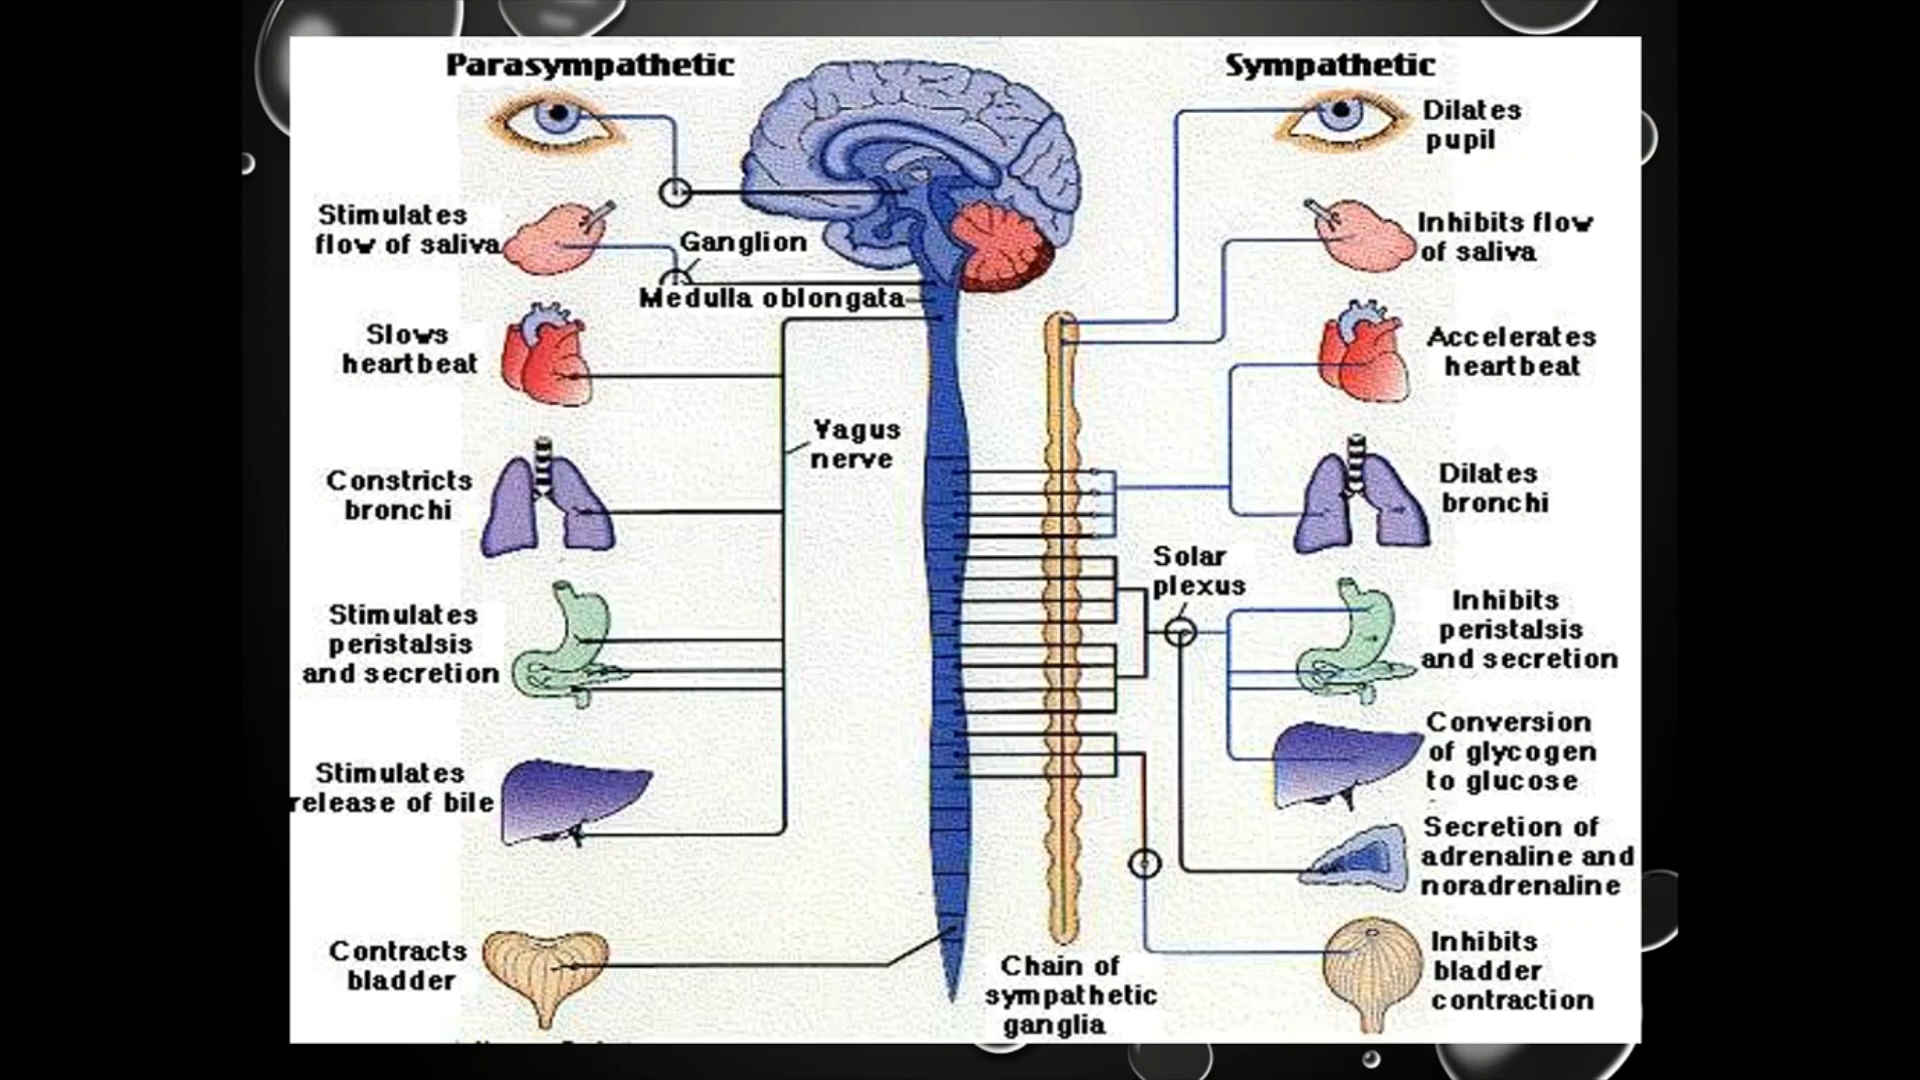 Parasympathetic
Sympathetic
Dilates
pupil
Stimulates
flow of saliva
Ganglion
Inhibits flow
of saliva
Medulla oblongata
Slows
heartbeat
Accelerates
heartbeat
Vagus
nerve
Constricts
bronchi
Dilates
bronchi
Solar
plexus
Stimulates
peristalsis
and secretion
Inhibits
peristalsis
and secretion
Conversion
of glycogen
to glucose
Stimulates
release of bile
Secretion of
adrenaline and
noradrenaline
Contracts
bladder
Chain of
sympathetic
ganglia
Inhibits
bladder
contraction